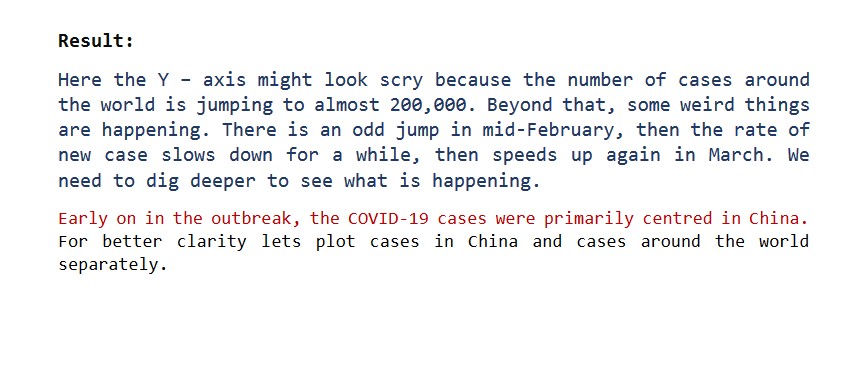 Result:
Here the Y – axis might look scry because the number of cases around
the world is jumping to almost 200,000. Beyond that, some weird things
are happening. There is an odd jump in mid-February, then the rate of
new case slows down for a while, then speeds up again in March. We
need to dig deeper to see what is happening.
Early on in the outbreak, the COVID-19 cases were primarily centred in China.
For better clarity lets plot cases in China and cases around the world
separately.